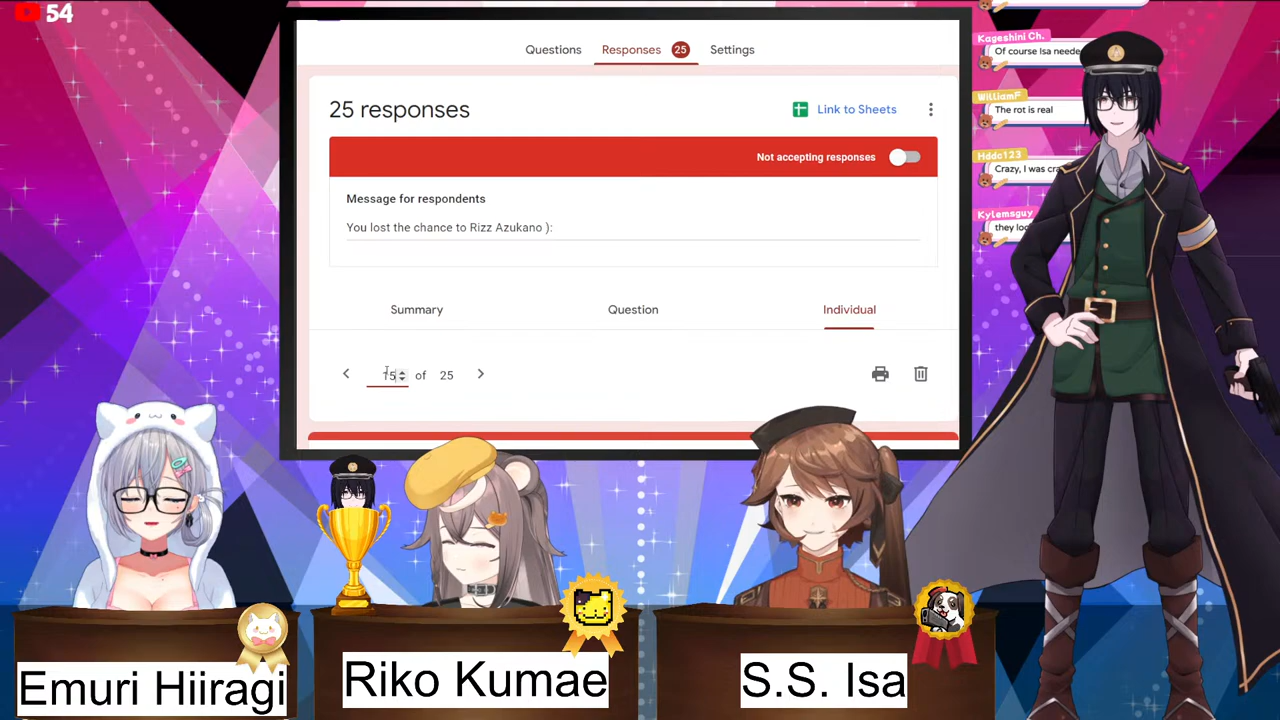 54
Questions Responses 25 Settings
25 responses
Link to Sheets
Not accepting responses
Message for respondents
You lost the chance to Rizz Azukano ):
Summary Question Individual
15 of 25
Kageshini Ch.
Of course Isa neede
WilliamF
The rot is real
Hddc123
Crazy, I was cra
Kylemsguy
they loo
Emuri Hiiragi
Riko Kumae
S.S. Isa